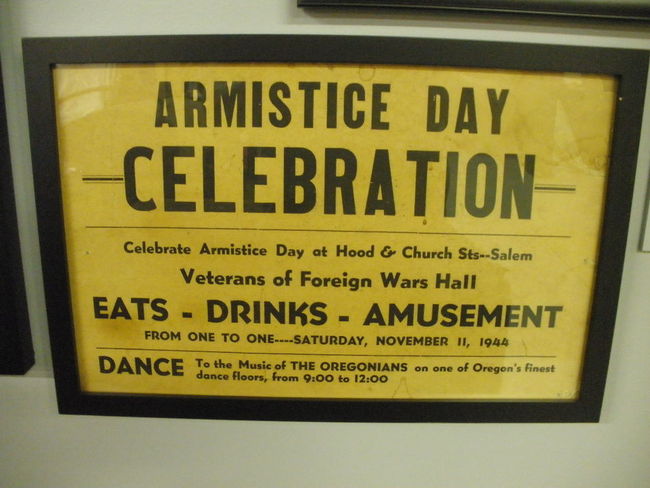 ARMISTICE DAY
CELEBRATION
Celebrate Armistice Day at Hood & Church Sts--Salem
Veterans of Foreign Wars Hall
EATS - DRINKS - AMUSEMENT
FROM ONE TO ONE----SATURDAY, NOVEMBER 11, 1944
DANCE To the Music of THE OREGONIANS on one of Oregon's finest
dance floors, from 9:00 to 12:00